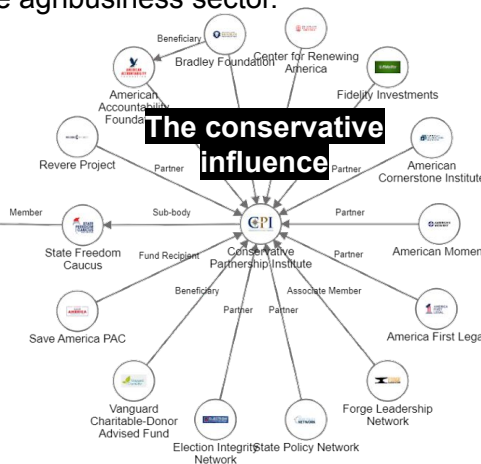 e agribusiness sector.
Beneficiary
Bradley Foundation
Center for Renewing
America
American
Accountability
Foundat
Fidelity Investments
The conservative
influence
Revere Project
Partner
Partner
American
Cornerstone Institute
Member
Sub-body
CPI
Partner
State Freedom
Caucus
Fund Recipient
Conservative
Partnership Institute
Partner
American Momen
Beneficiary
Associate Member
Save America PAC
Partner
Partner
America First Lega
Vanguard
Charitable-Donor
Advised Fund
Forge Leadership
Network
Election Integrity
Network
State Policy Network